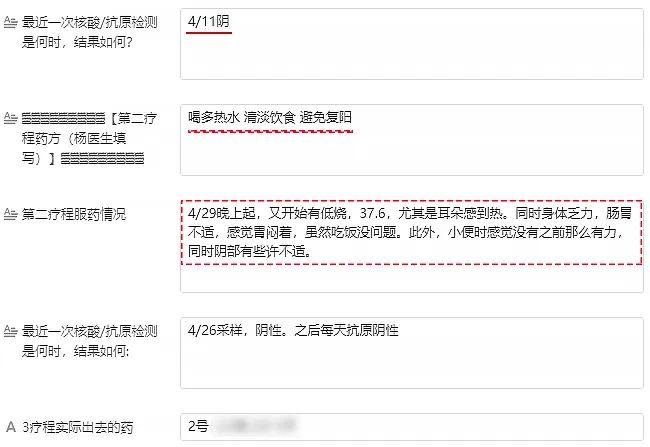 最近一次核酸/抗原检测
是何时，结果如何?
4/11阴
【第二疗
程药方（杨医生填
写）】
喝多热水 清淡饮食 避免复阳
第二疗程服药情况
4/29晚上起，又开始有低烧，37.6，尤其是耳朵感到热。同时身体乏力，肠胃
不适，感觉胃闷着，虽然吃饭没问题。此外，小便时感觉没有之前那么有力，
同时阴部有些许不适。
最近一次核酸/抗原检测
是何时，结果如何:
4/26采样，阴性。之后每天抗原阴性
3疗程实际出去的药
2号